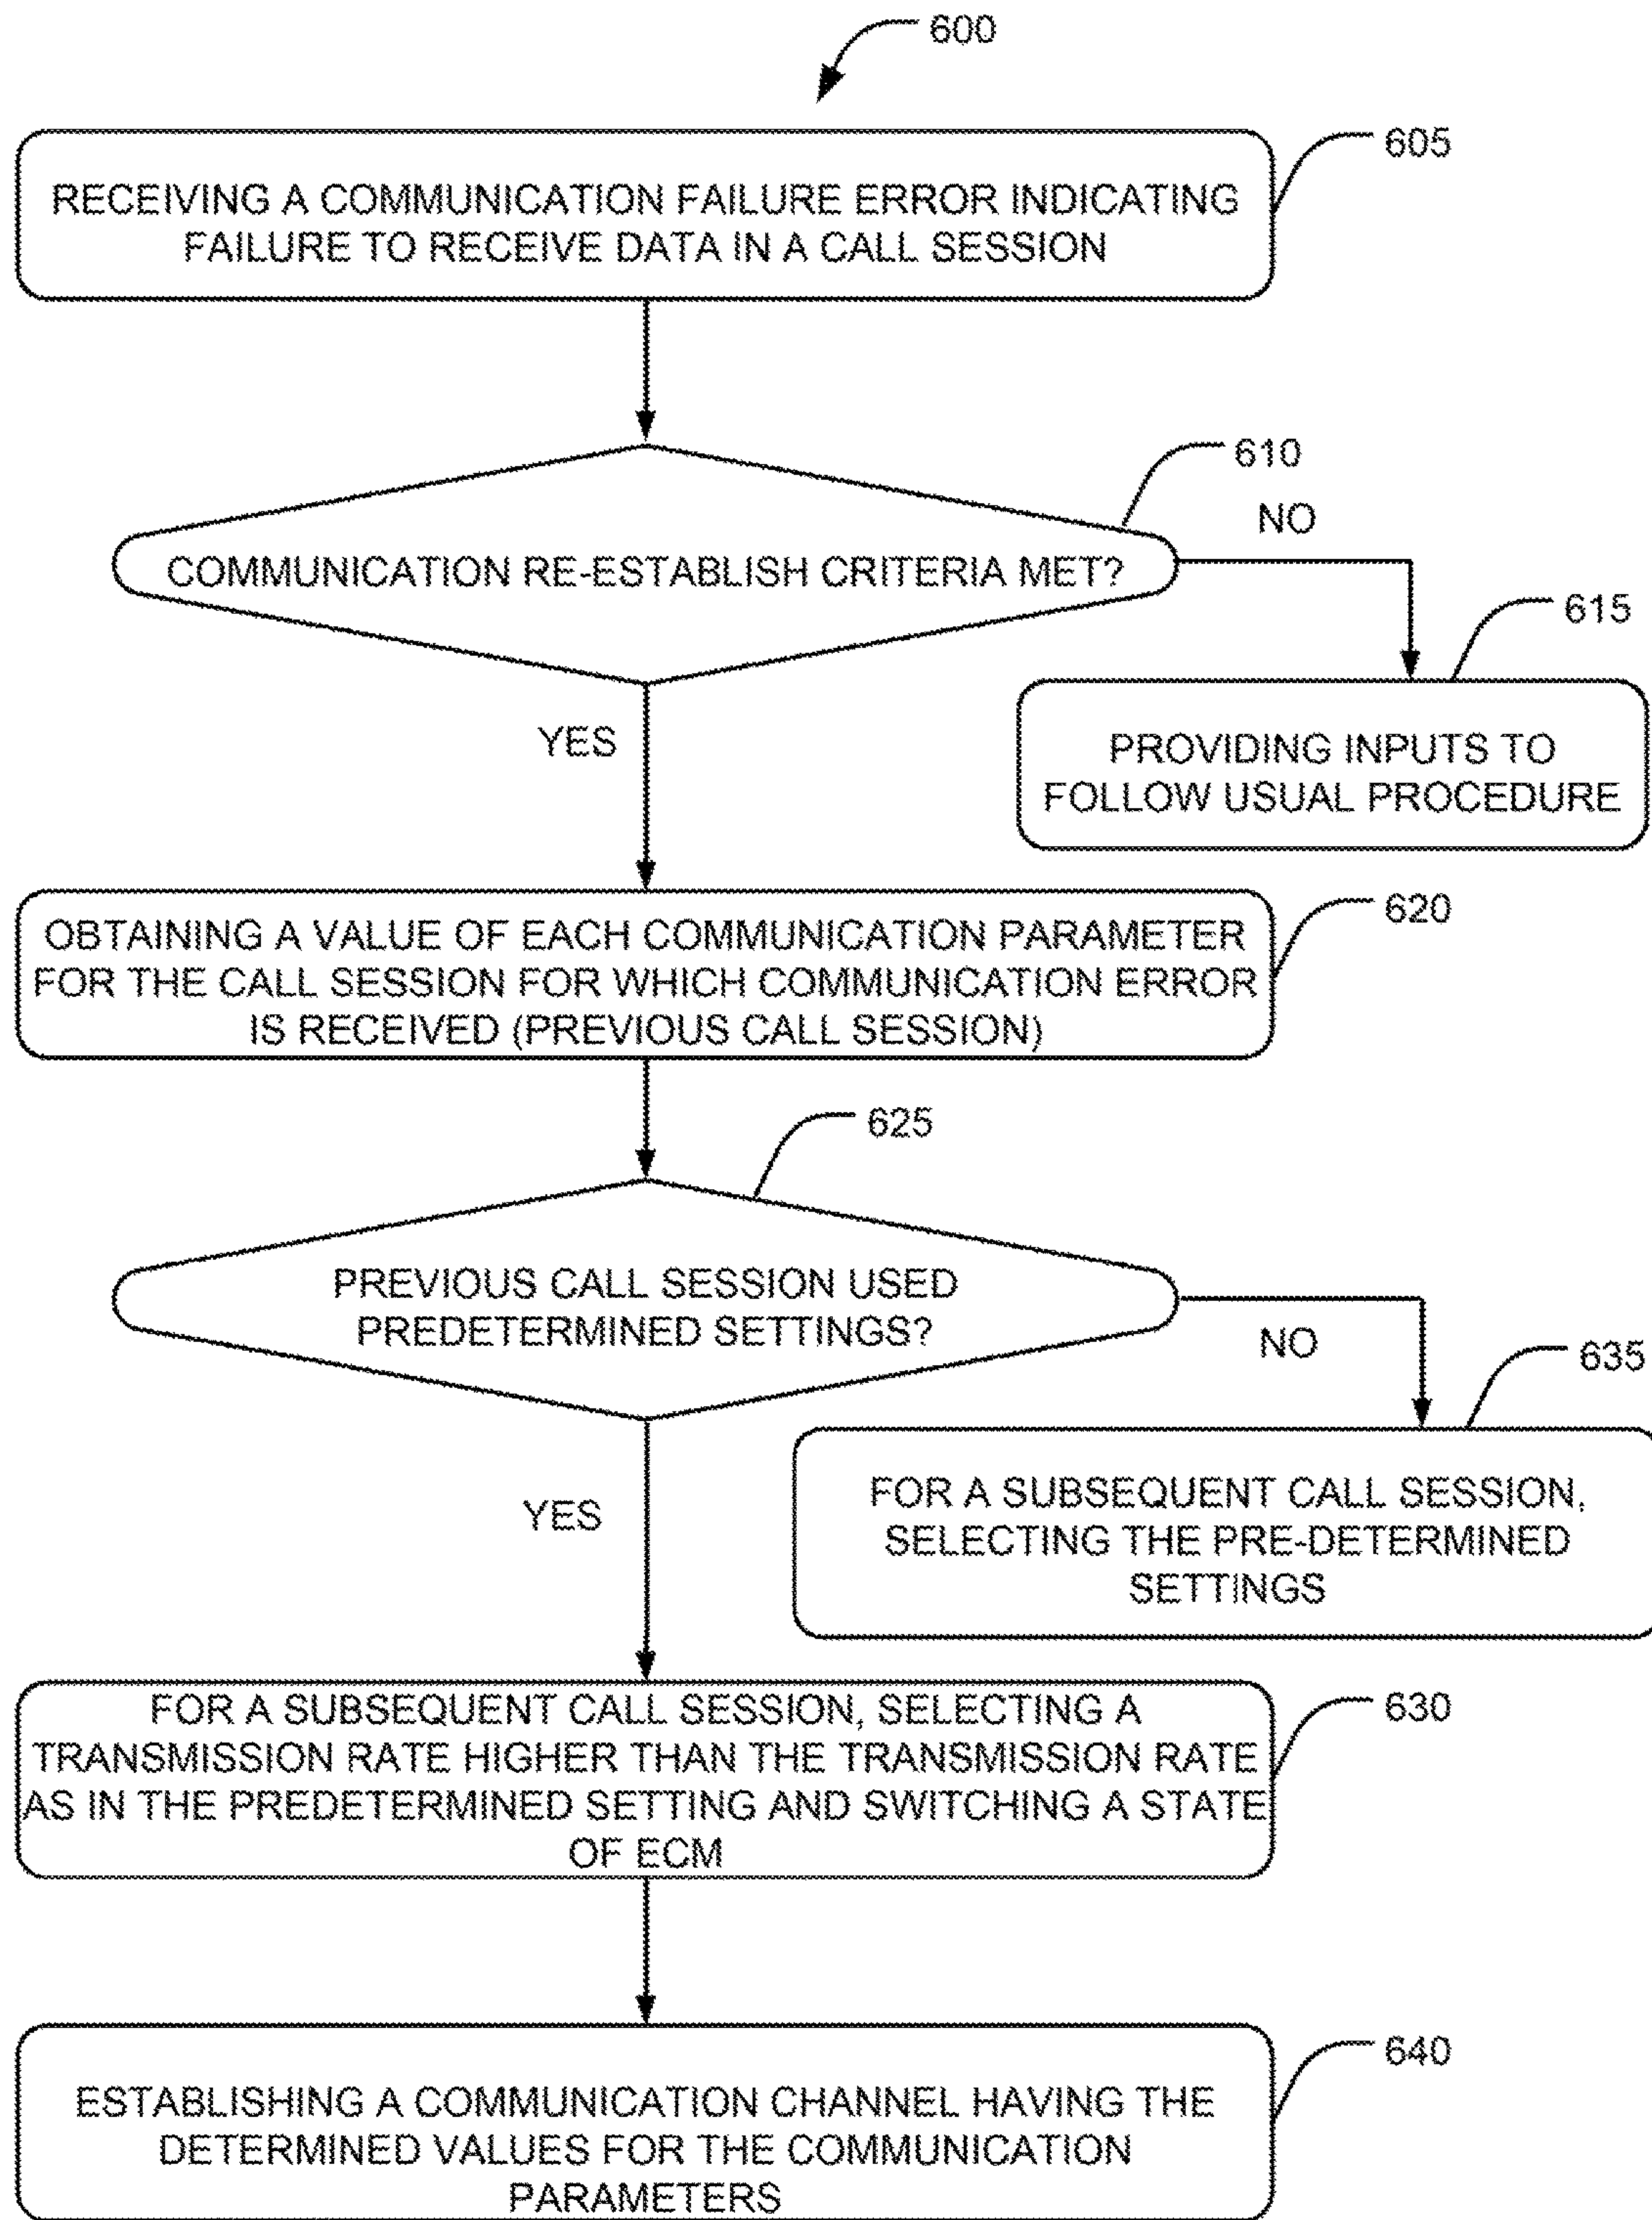 600
605
RECEIVING A COMMUNICATION FAILURE ERROR INDICATING
FAILURE TO RECEIVE DATA IN A CALL SESSION
610
NO
COMMUNICATION RE-ESTABLISH CRITERIA MET?
615
YES
PROVIDING INPUTS TO
FOLLOW USUAL PROCEDURE
620
OBTAINING A VALUE OF EACH COMMUNICATION PARAMETER
FOR THE CALL SESSION FOR WHICH COMMUNICATION ERROR
IS RECEIVED (PREVIOUS CALL SESSION)
625
PREVIOUS CALL SESSION USED
PREDETERMINED SETTINGS?
NO
635
YES
FOR A SUBSEQUENT CALL SESSION,
SELECTING THE PRE-DETERMINED
SETTINGS
630
FOR A SUBSEQUENT CALL SESSION, SELECTING A
TRANSMISSION RATE HIGHER THAN THE TRANSMISSION RATE
AS IN THE PREDETERMINED SETTING AND SWITCHING A STATE
OF ECM
640
ESTABLISHING A COMMUNICATION CHANNEL HAVING THE
DETERMINED VALUES FOR THE COMMUNICATION
PARAMETERS